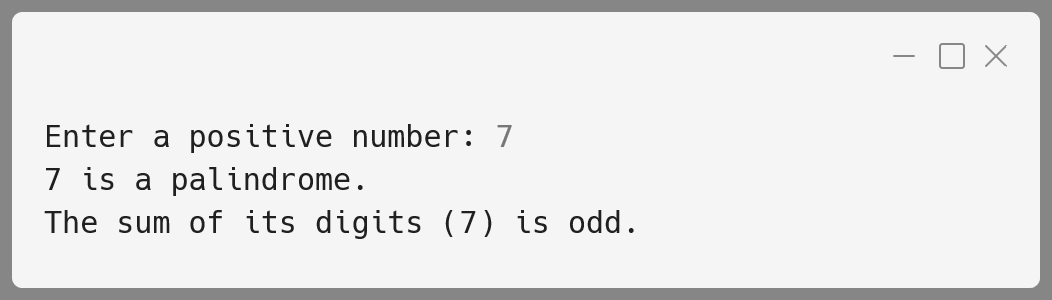 Enter a positive number: 7
7 is a palindrome.
The sum of its digits (7) is odd.